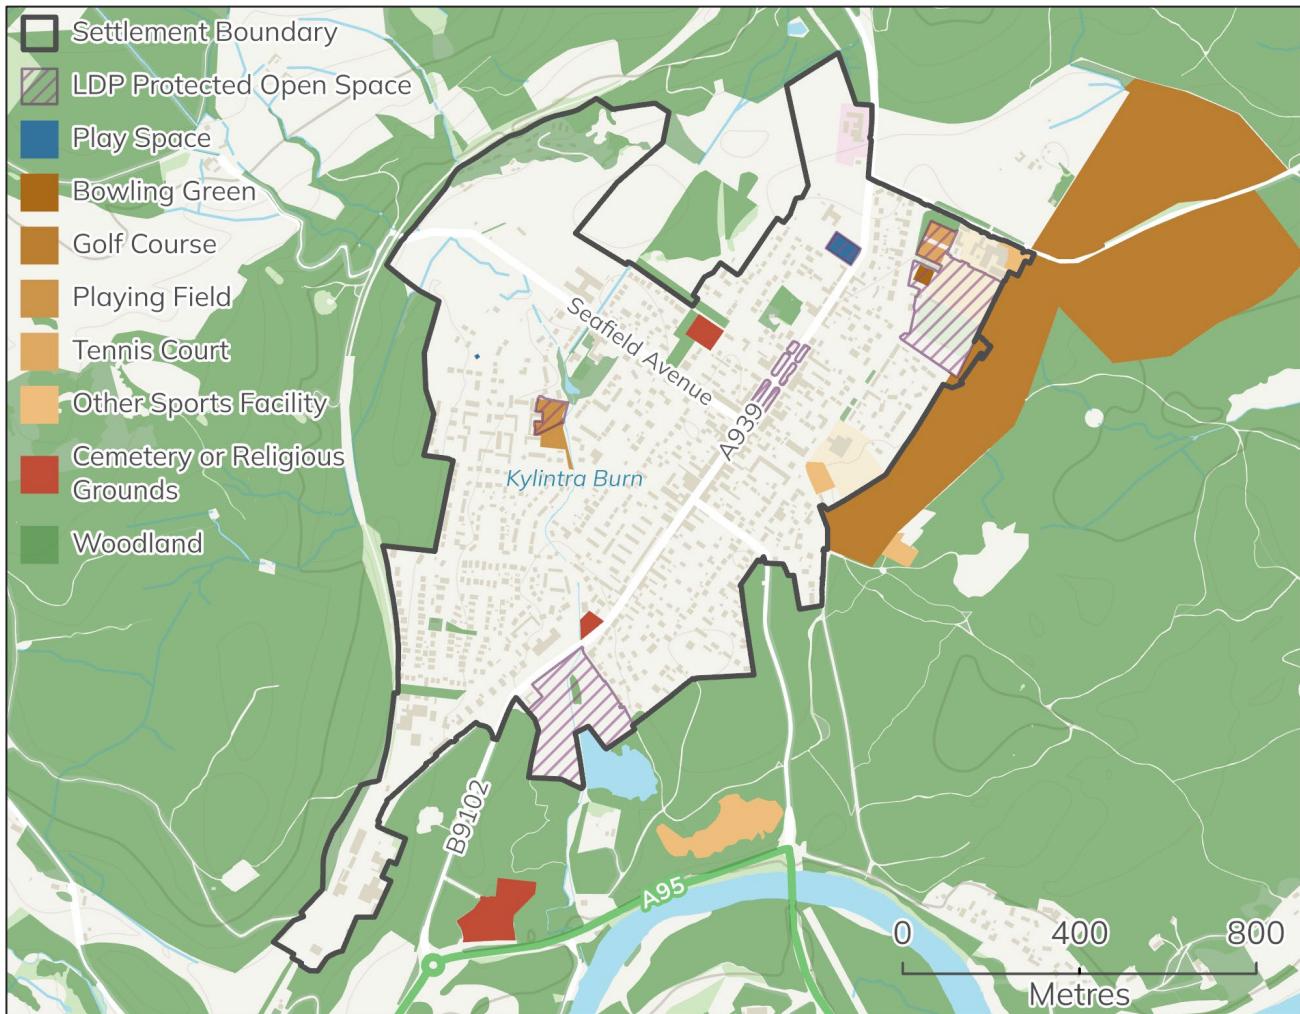 Settlement Boundary
LDP Protected Open Space
Play Space
Bowling Green
Golf Course
Playing Field
Tennis Court
Other Sports Facility
Cemetery or Religious
Grounds
Woodland
Seafield Avenue
A939
Kylintra Burn
B9102
A95
0 400 800
Metres